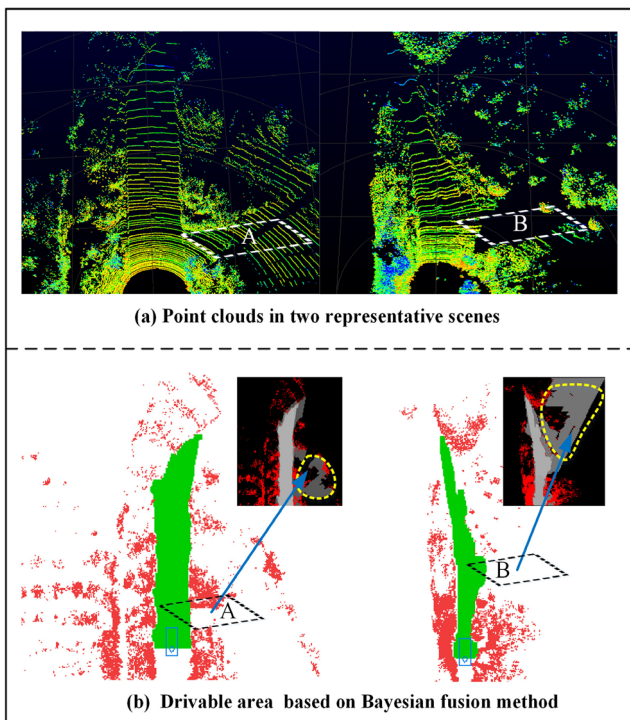 A
B
(a) Point clouds in two representative scenes
A
B
(b) Drivable area based on Bayesian fusion method